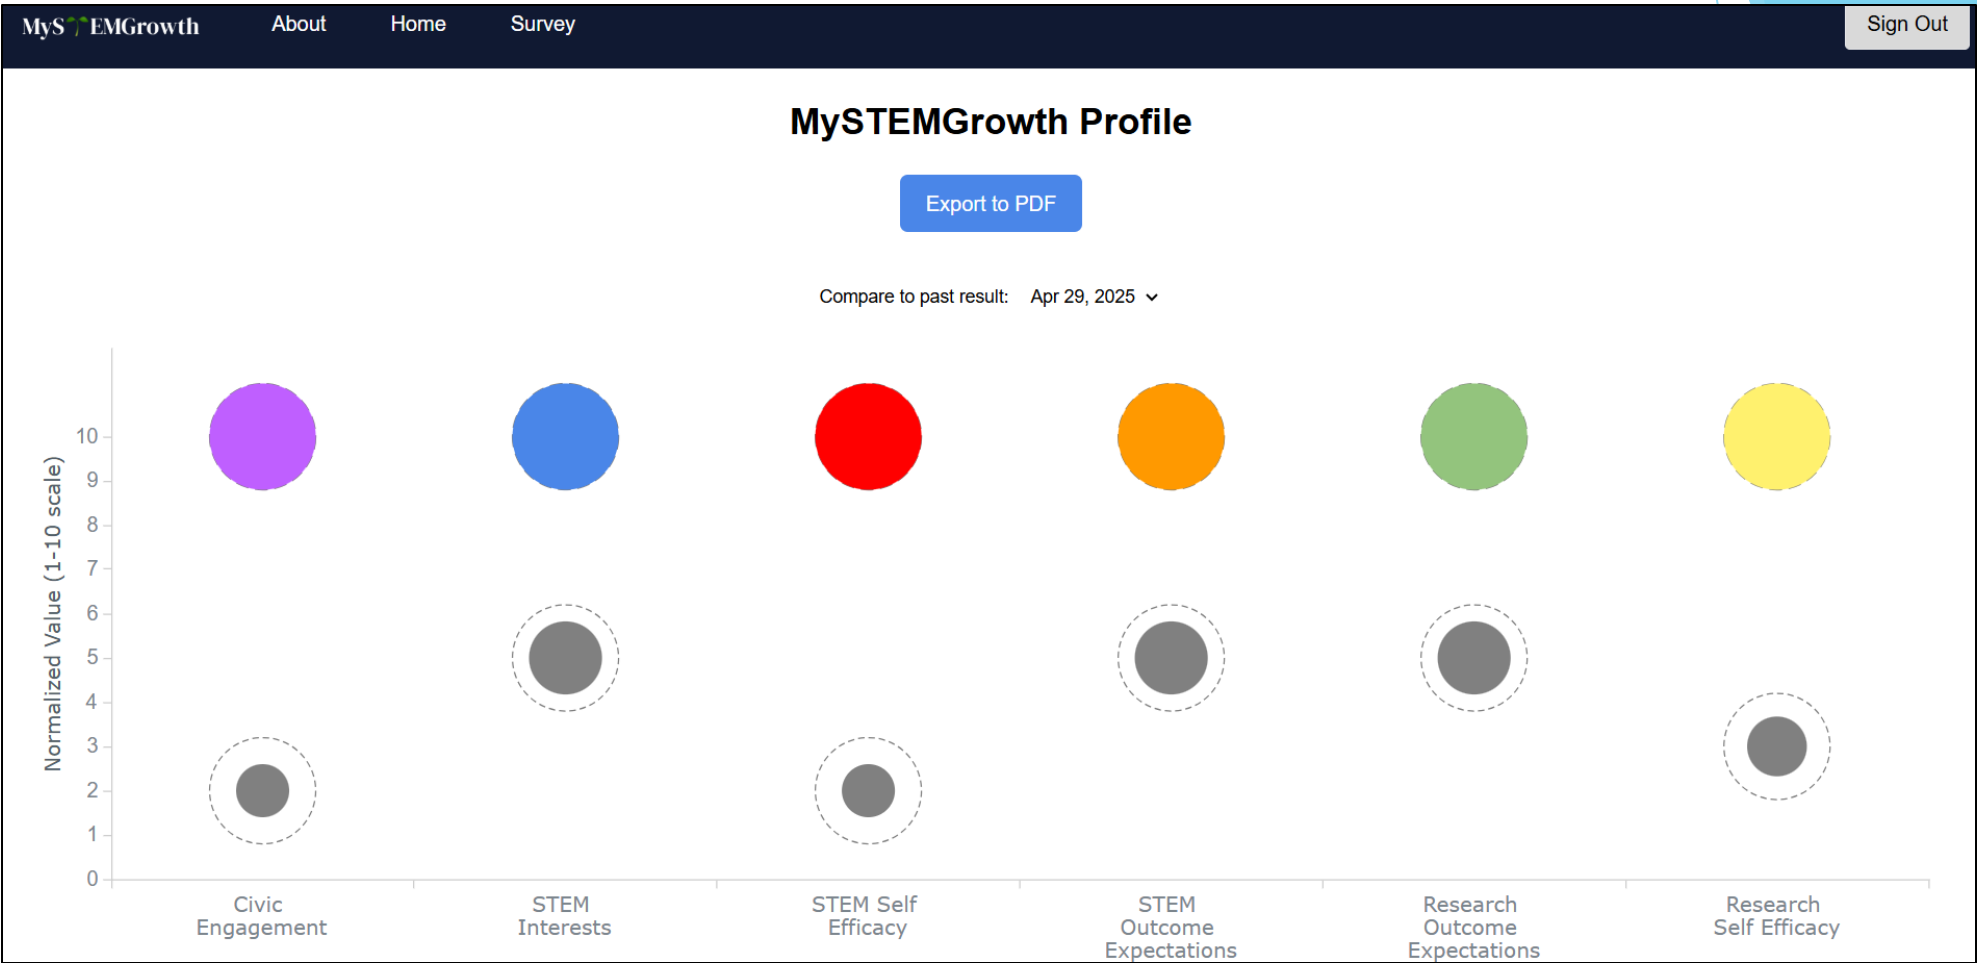 MySTEMGrowth
About
Home
Survey
Sign Out
MySTEMGrowth Profile
Export to PDF
Compare to past result:
Apr 29, 2025
Normalized Value (1-10 scale)
10
9
8
7
6
5
4
3
2
1
0
Civic
Engagement
STEM
Interests
STEM Self
Efficacy
STEM
Outcome
Expectations
Research
Outcome
Expectations
Research
Self Efficacy